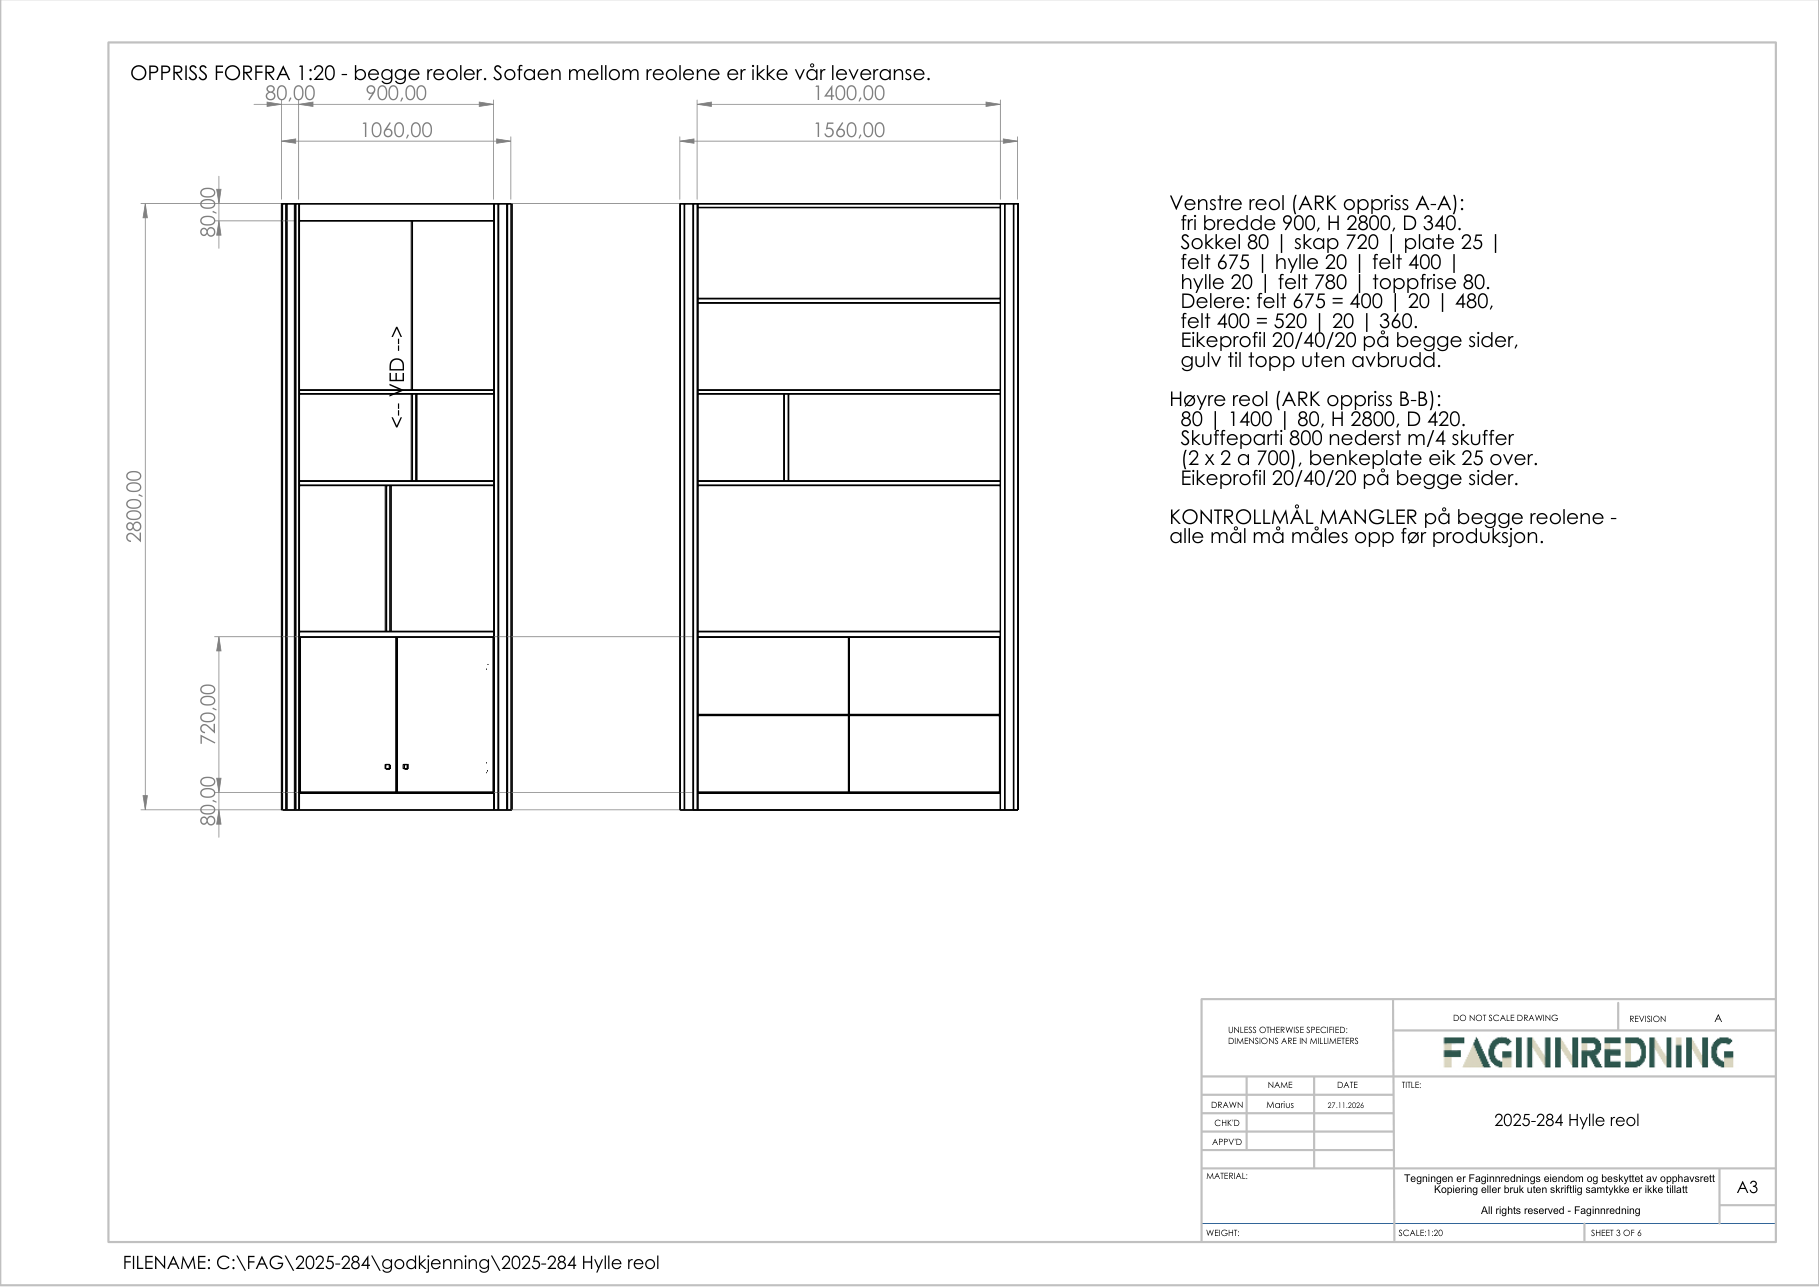 OPPRISS FORFRA 1:20 - begge reoler. Sofaen mellom reolene er ikke vår leveranse.
80,00
900,00
1400,00
1060,00
1560,00
80,00
2800,00
720,00
80,00
<-- VED -->
Venstre reol (ARK oppriss A-A):
fri bredde 900, H 2800, D 340.
Sokkel 80 | skap 720 | plate 25 |
felt 675 | hylle 20 | felt 400 |
hylle 20 | felt 780 | toppfrise 80.
Delere: felt 675 = 400 | 20 | 480,
felt 400 = 520 | 20 | 360.
Eikeprofil 20/40/20 på begge sider,
gulv til topp uten avbrudd.
Høyre reol (ARK oppriss B-B):
80 | 1400 | 80, H 2800, D 420.
Skuffeparti 800 nederst m/4 skuffer
(2 x 2 a 700), benkeplate eik 25 over.
Eikeprofil 20/40/20 på begge sider.
KONTROLLMÅL MANGLER på begge reolene -
alle mål må måles opp før produksjon.
UNLESS OTHERWISE SPECIFIED:
DIMENSIONS ARE IN MILLIMETERS
DO NOT SCALE DRAWING
REVISION A
FAGINNREDNING
NAME DATE
DRAWN Marius 27.11.2026
CHK'D
APPV'D
TITLE:
2025-284 Hylle reol
MATERIAL:
Tegningen er Faginnrednings eiendom og beskyttet av opphavsrett
Kopiering eller bruk uten skriftlig samtykke er ikke tillatt
All rights reserved - Faginnredning
A3
WEIGHT:
SCALE:1:20
SHEET 3 OF 6
FILENAME: C:\FAG\2025-284\godkjenning\2025-284 Hylle reol